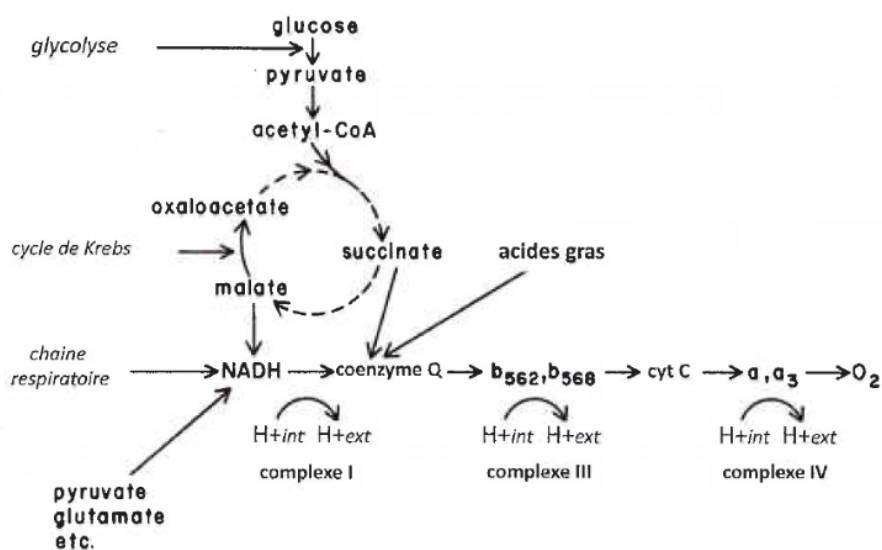 glucose
glycolyse
pyruvate
acetyl-CoA
oxaloacetate
cycle de Krebs
succinate
acides gras
malate
chaine
respiratoire
NADH
coenzyme Q
b562,b568
cyt C
a,a3
O2
H+int H+ext
H+int H+ext
H+int H+ext
complexe I
complexe III
complexe IV
pyruvate
glutamate
etc.